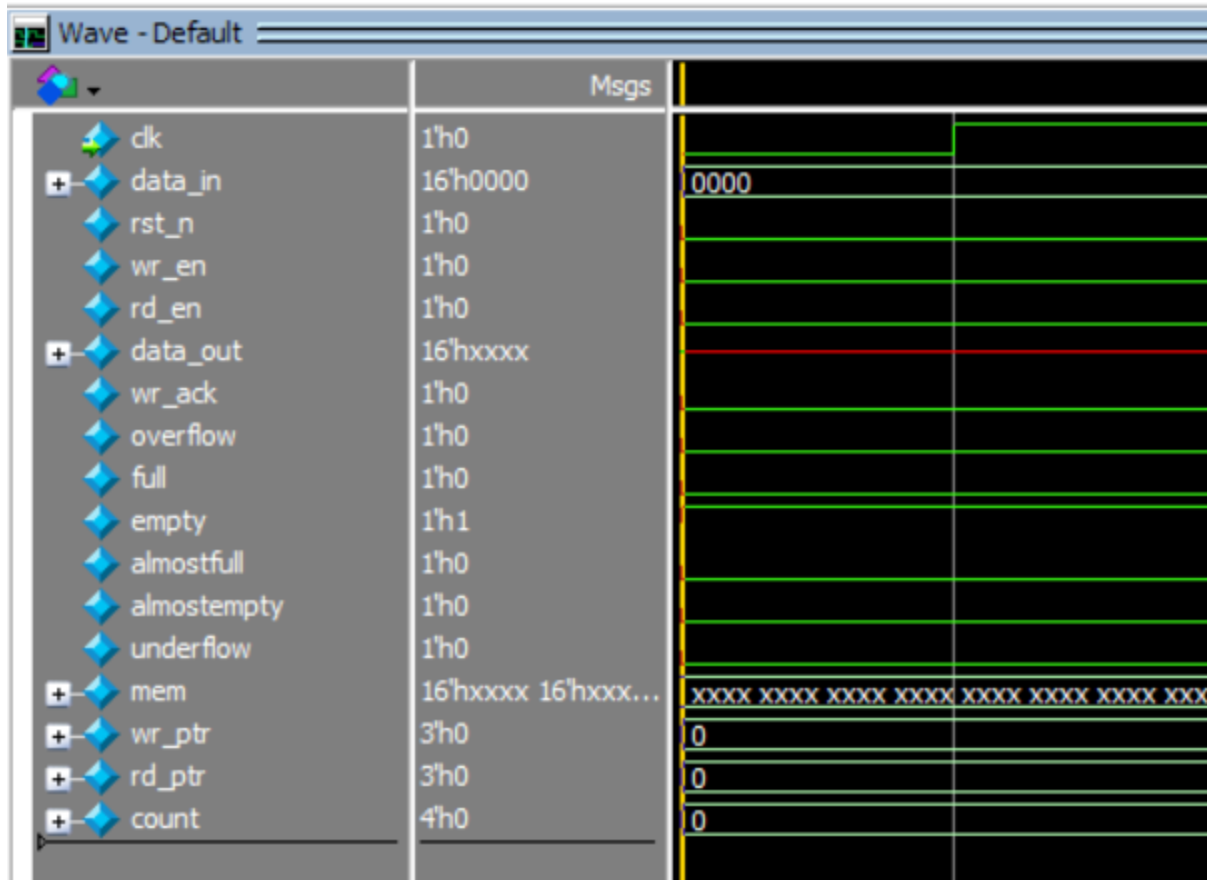 Wave - Default
Msgs
clk 1'h0
data_in 16'h0000 0000
rst_n 1'h0
wr_en 1'h0
rd_en 1'h0
data_out 16'hxxxx
wr_ack 1'h0
overflow 1'h0
full 1'h0
empty 1'h1
almostfull 1'h0
almostempty 1'h0
underflow 1'h0
mem 16'hxxxx 16'hxxx... xxxx xxxx xxxx xxxx xxxx xxxx xxxx xxx
wr_ptr 3'h0 0
rd_ptr 3'h0 0
count 4'h0 0